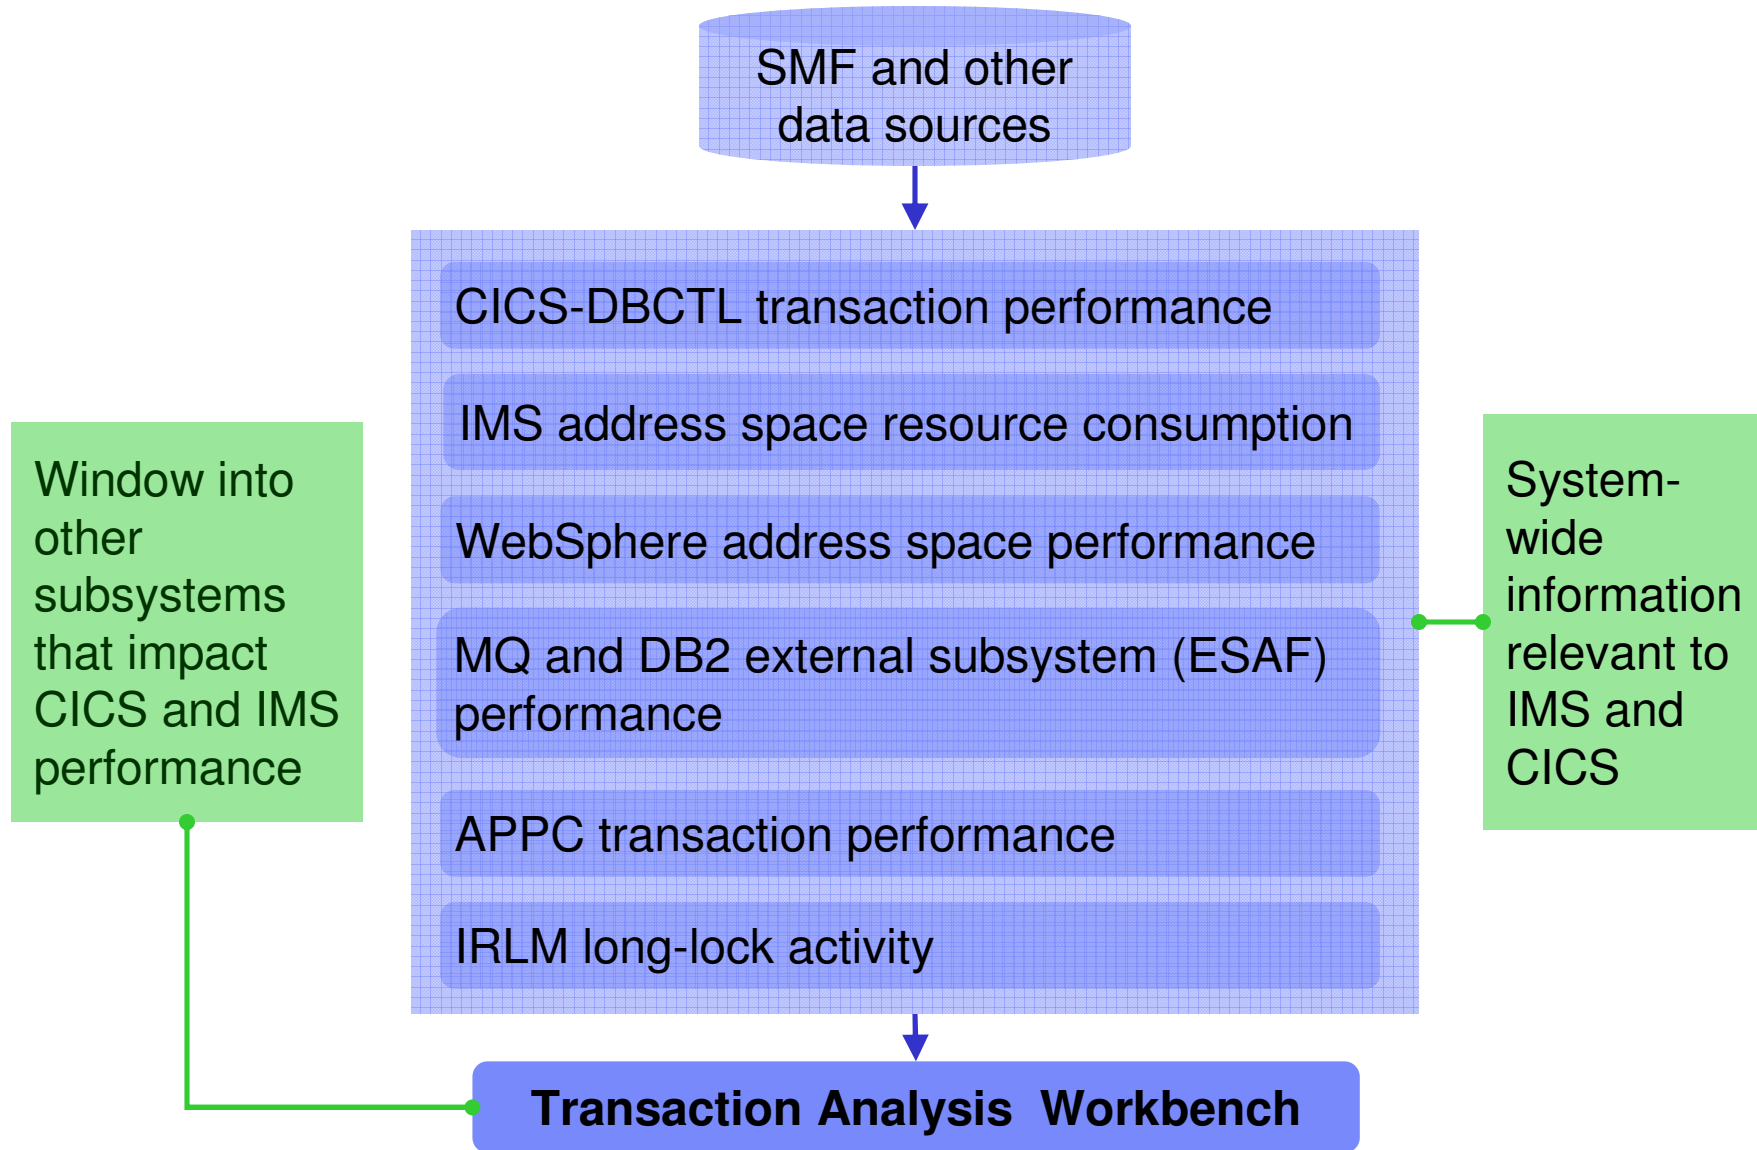 SMF and other
data sources
CICS-DBCTL transaction performance
IMS address space resource consumption
WebSphere address space performance
MQ and DB2 external subsystem (ESAF)
performance
APPC transaction performance
IRLM long-lock activity
Window into
other
subsystems
that impact
CICS and IMS
performance
System-
wide
information
relevant to
IMS and
CICS
Transaction Analysis  Workbench